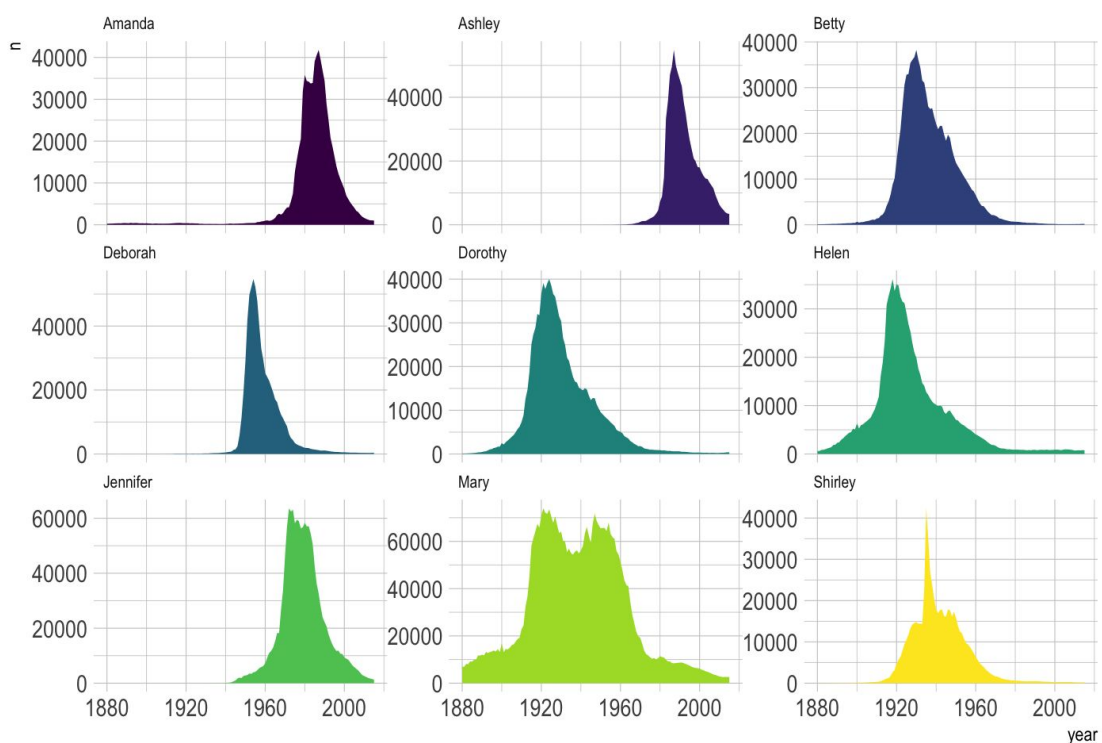 Amanda Ashley Betty
n
40000 40000 40000
30000 30000
20000 20000 20000
10000 10000
0 0 0
Deborah Dorothy Helen
40000 40000 30000
30000
20000 20000 20000
10000 10000
0 0 0
Jennifer Mary Shirley
60000 60000 40000
40000 40000 30000
20000 20000 20000
10000
0 0 0
1880 1920 1960 2000 1880 1920 1960 2000 1880 1920 1960 2000
year